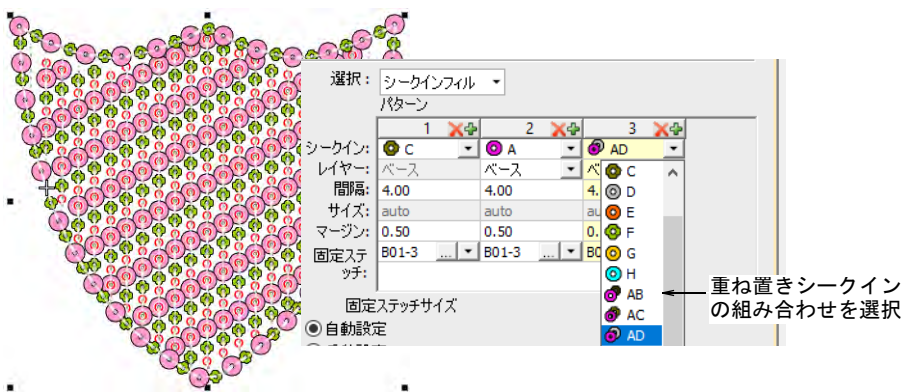 選択： シークインフィル
パターン
1 2 3
シークイン: C A AD
レイヤー: ベース ベース
間隔: 4.00 4.00 4.
サイズ: auto auto au
マージン: 0.50 0.50 0.
固定ステッチ: B01-3 ... B01-3 ... B0
C
D
E
F
G
H
AB
AC
AD
重ね置きシークイン
の組み合わせを選択
固定ステッチサイズ
自動設定